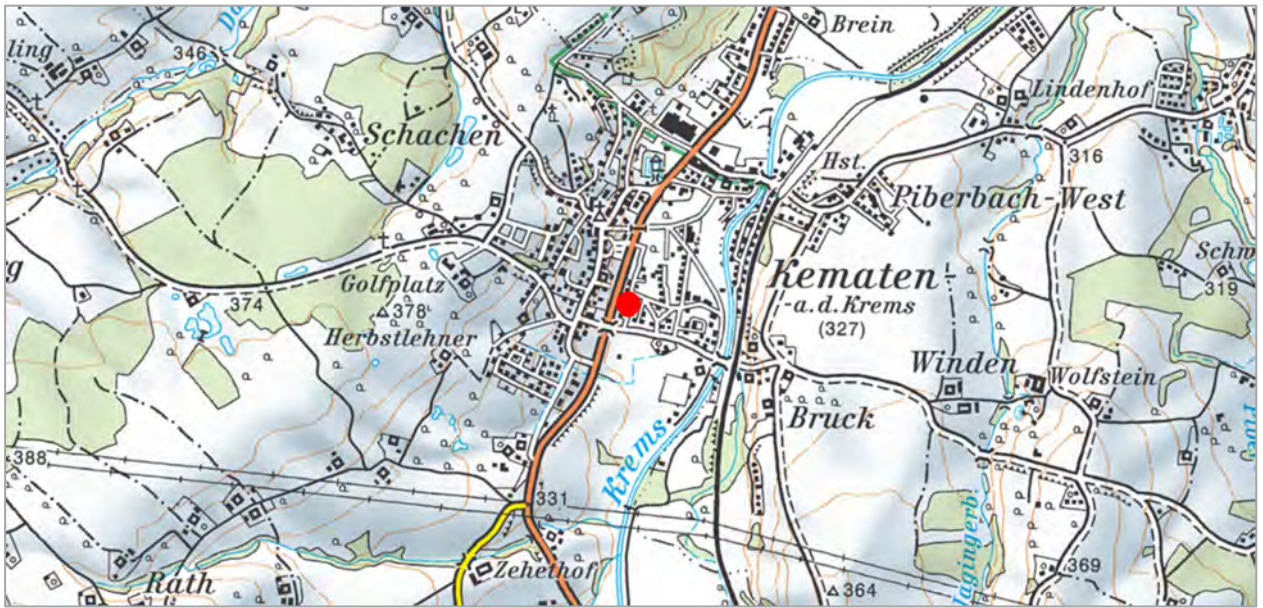 Brein
ling
346
Lindenhof
Schachen
Hst.
316
Piberbach-West
Kematen
-a.d.Krems
(327)
Schm
319
g
Golfplatz
374
378
Herbstlehner
Winden
Wolfstein
Bruck
Krems
388
331
Rath
Zehethof
364
369